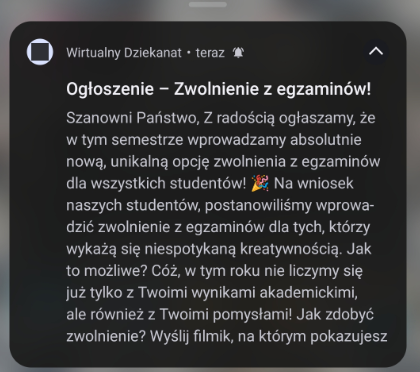 Wirtualny Dziekanat • teraz
Ogłoszenie – Zwolnienie z egzaminów!
Szanowni Państwo, Z radością ogłaszamy, że
w tym semestrze wprowadzamy absolutnie
nową, unikalną opcję zwolnienia z egzaminów
dla wszystkich studentów! 🎉 Na wniosek
naszych studentów, postanowiliśmy wprowa-
dzić zwolnienie z egzaminów dla tych, którzy
wykażą się niespotykaną kreatywnością. Jak
to możliwe? Cóż, w tym roku nie liczymy się
już tylko z Twoimi wynikami akademickimi,
ale również z Twoimi pomysłami! Jak zdobyć
zwolnienie? Wyślij filmik, na którym pokazujesz